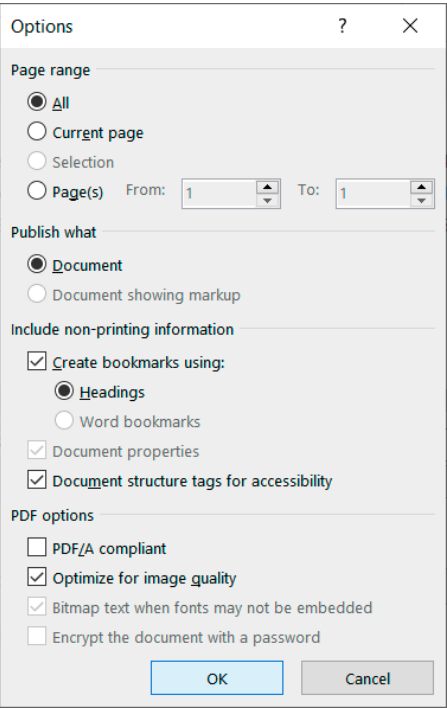 Options ?
Page range
All
Current page
Selection
Page(s) From: 1 To: 1
Publish what
Document
Document showing markup
Include non-printing information
Create bookmarks using:
Headings
Word bookmarks
Document properties
Document structure tags for accessibility
PDF options
PDF/A compliant
Optimize for image quality
Bitmap text when fonts may not be embedded
Encrypt the document with a password
OK Cancel